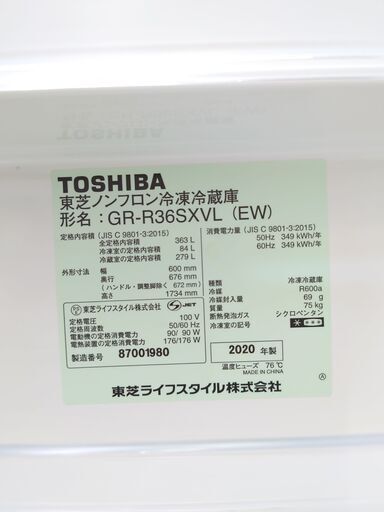 TOSHIBA
東芝ノンフロン冷凍冷蔵庫
形名：GR-R36SXVL（EW）
定格内容積（JIS C 9801-3:2015）
全定格内容積 363 L
冷凍室の容積 84 L
冷蔵室の容積 279 L
外形寸法 幅 600 mm
奥行 676 mm
（ハンドル・調整脚除く 672 mm）
高さ 1734 mm
東芝ライフスタイル株式会社 S-JET
定格電圧 100 V
定格周波数 50/60 Hz
電動機の定格消費電力 90/ 90 W
電熱装置の定格消費電力 176/176 W
製造番号 87001980
消費電力量（JIS C 9801-3:2015）
50Hz 349 kWh/年
60Hz 349 kWh/年
種類 冷凍冷蔵庫
冷媒 R600a
冷媒封入量 69 g
質量 75 kg
断熱発泡ガス シクロペンタン
冷凍室の記号
2020 年製
温度ヒューズ 76℃
MADE IN CHINA
東芝ライフスタイル株式会社
Ⓐ